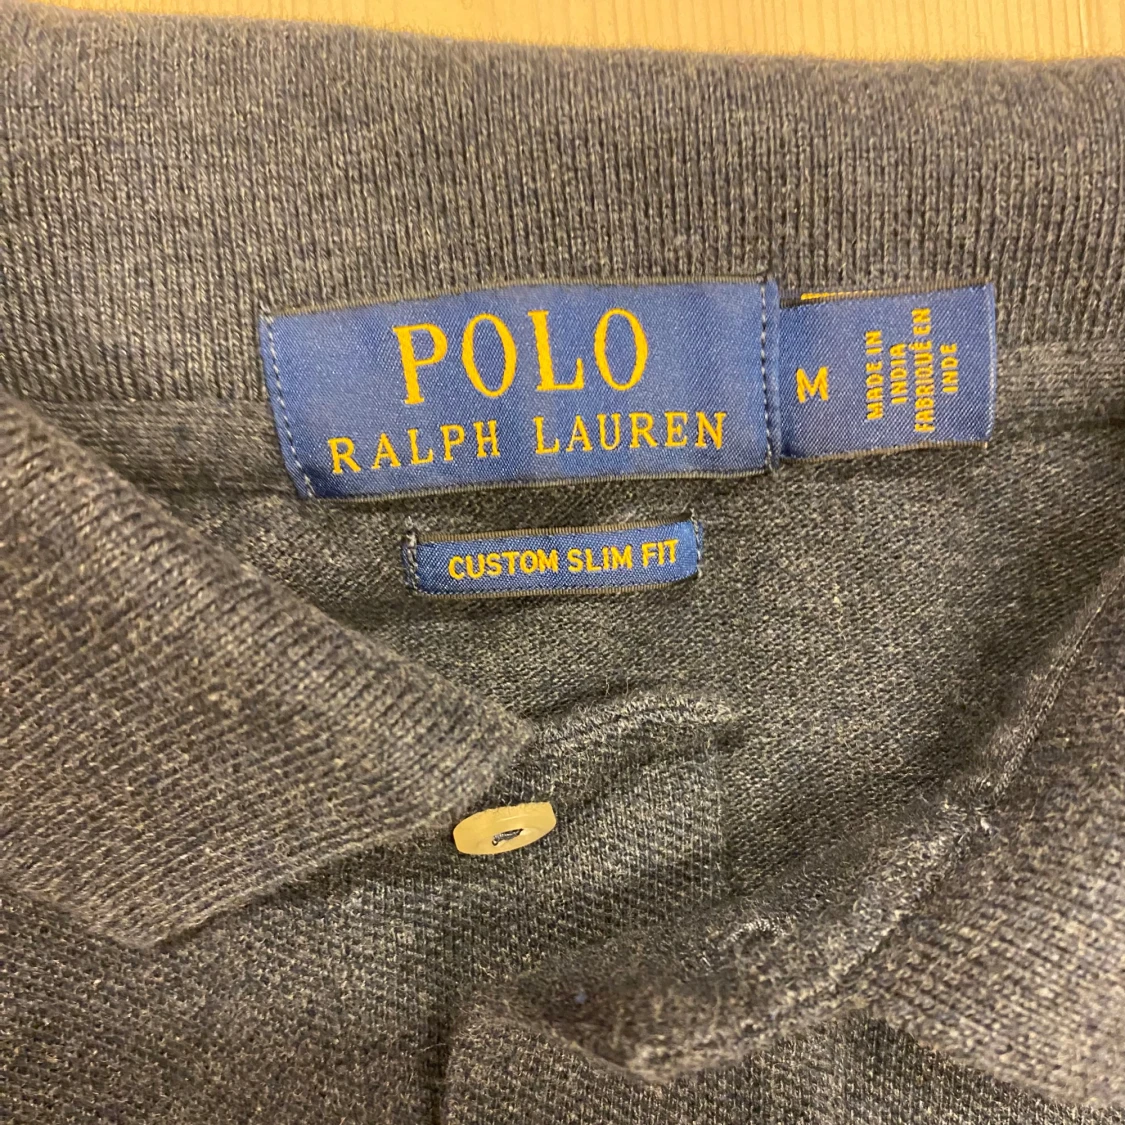 POLO
RALPH LAUREN
M
MADE IN
INDIA
FABRIQUÉ EN
INDE
CUSTOM SLIM FIT